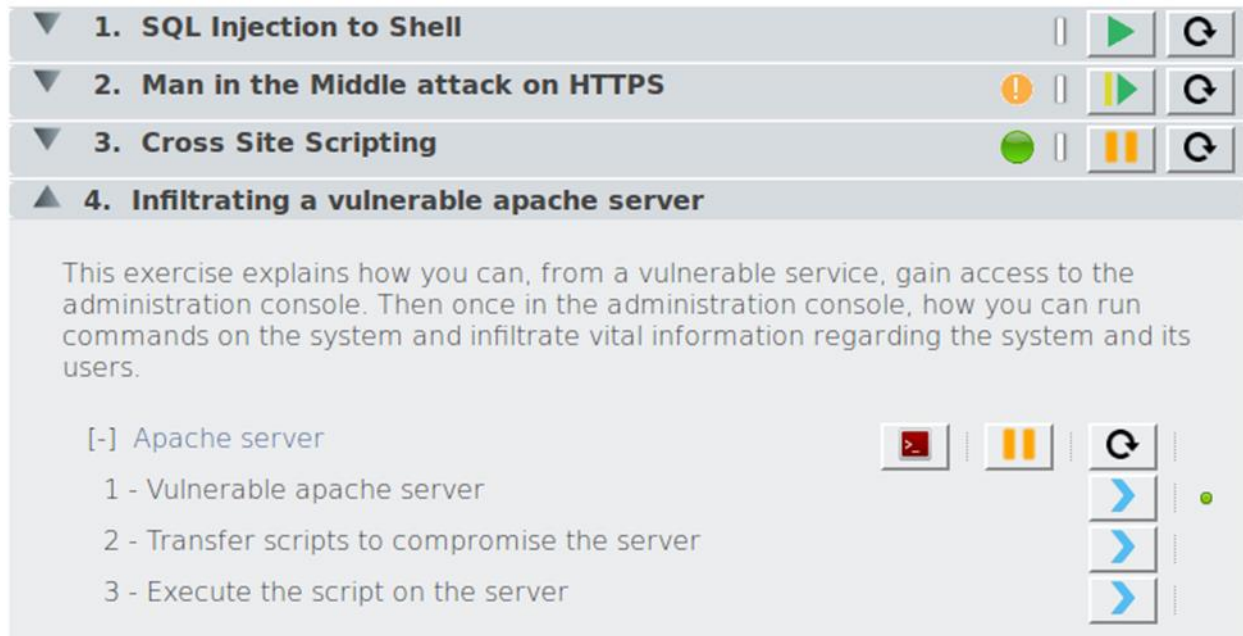 1. SQL Injection to Shell
2. Man in the Middle attack on HTTPS
3. Cross Site Scripting
4. Infiltrating a vulnerable apache server
This exercise explains how you can, from a vulnerable service, gain access to the
administration console. Then once in the administration console, how you can run
commands on the system and infiltrate vital information regarding the system and its
users.
[-] Apache server
1 - Vulnerable apache server
2 - Transfer scripts to compromise the server
3 - Execute the script on the server